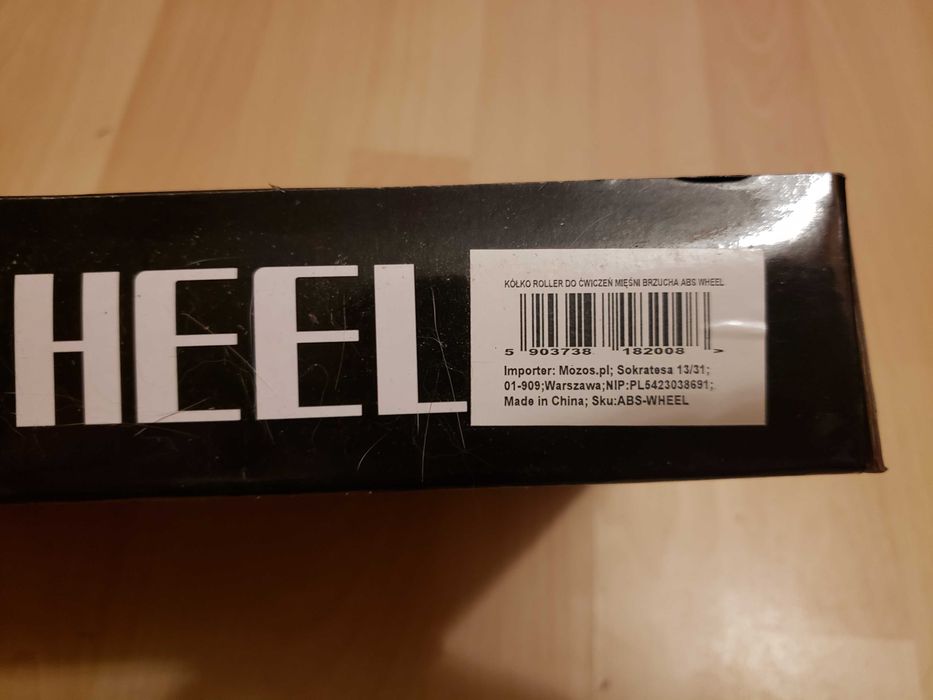 HEEL
KÓŁKO ROLLER DO ĆWICZEŃ MIĘŚNI BRZUCHA ABS WHEEL
5 903738 182008 >
Importer: Mozos.pl; Sokratesa 13/31;
01-909;Warszawa;NIP:PL5423038691;
Made in China; Sku:ABS-WHEEL